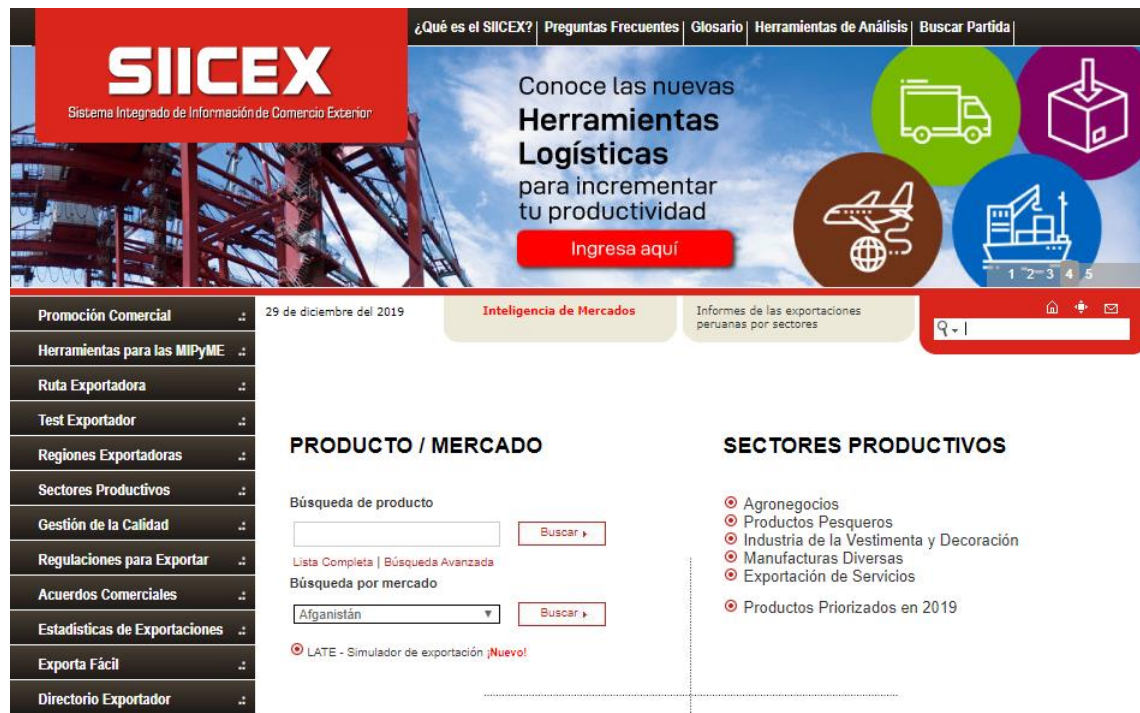 ¿Qué es el SIICEX? | Preguntas Frecuentes | Glosario | Herramientas de Análisis | Buscar Partida |
SIICEX
Sistema Integrado de Información de Comercio Exterior
Conoce las nuevas
Herramientas
Logísticas
para incrementar
tu productividad
Ingresa aquí
1 2 3 4 5
29 de diciembre del 2019
Inteligencia de Mercados
Informes de las exportaciones
peruanas por sectores
Promoción Comercial .:
Herramientas para las MIPyME .:
Ruta Exportadora .:
Test Exportador .:
Regiones Exportadoras .:
Sectores Productivos .:
Gestión de la Calidad .:
Regulaciones para Exportar .:
Acuerdos Comerciales .:
Estadísticas de Exportaciones .:
Exporta Fácil .:
Directorio Exportador .:
PRODUCTO / MERCADO
Búsqueda de producto
Buscar
Lista Completa | Búsqueda Avanzada
Búsqueda por mercado
Afganistán
Buscar
LATE - Simulador de exportación ¡Nuevo!
SECTORES PRODUCTIVOS
Agronegocios
Productos Pesqueros
Industria de la Vestimenta y Decoración
Manufacturas Diversas
Exportación de Servicios
Productos Priorizados en 2019